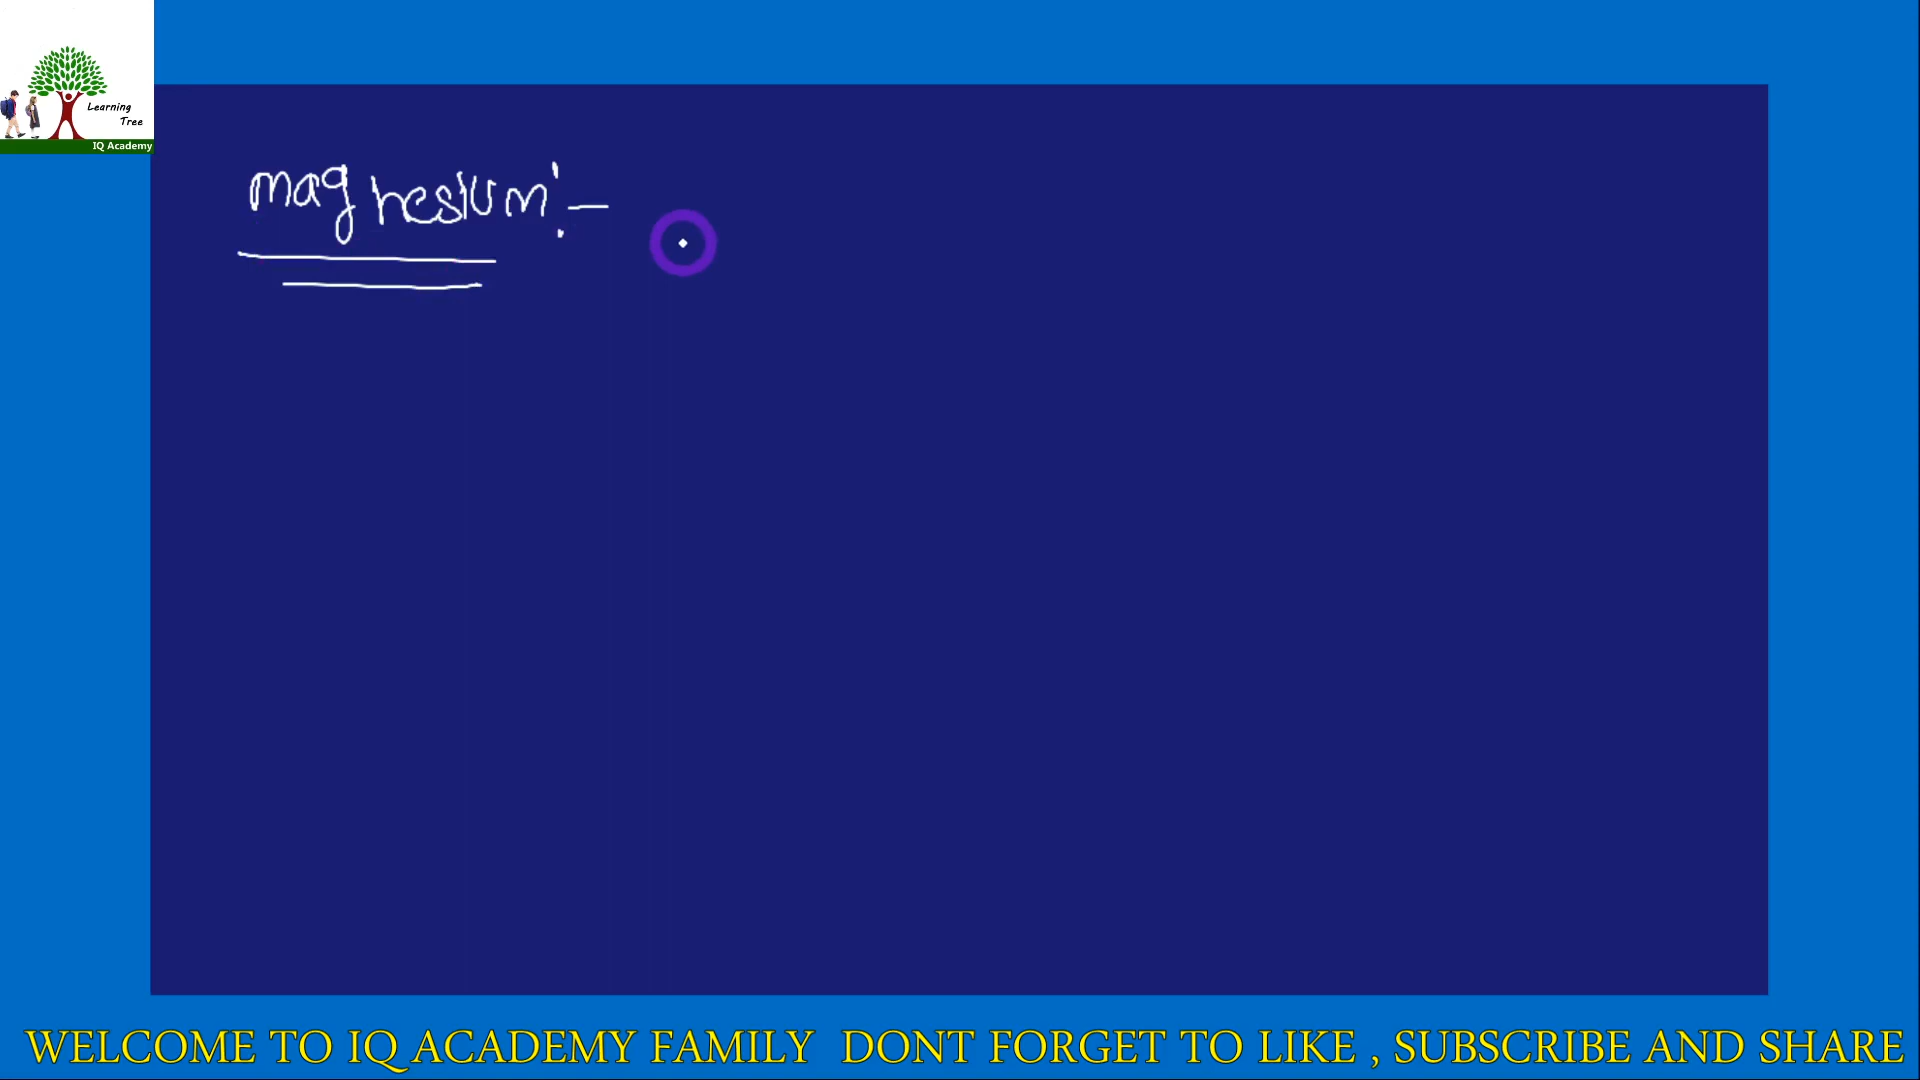 Learning
Tree
IQ Academy
magnesium:-
WELCOME TO IQ ACADEMY FAMILY DONT FORGET TO LIKE , SUBSCRIBE AND SHARE